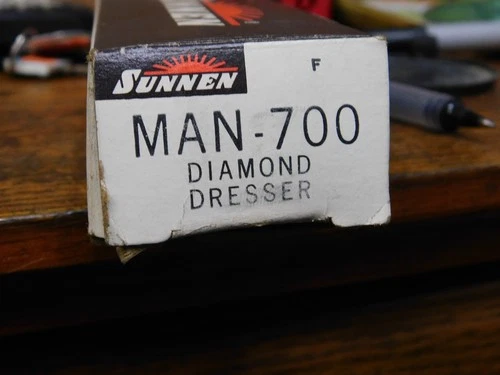 SUNNEN
F
MAN-700
DIAMOND
DRESSER